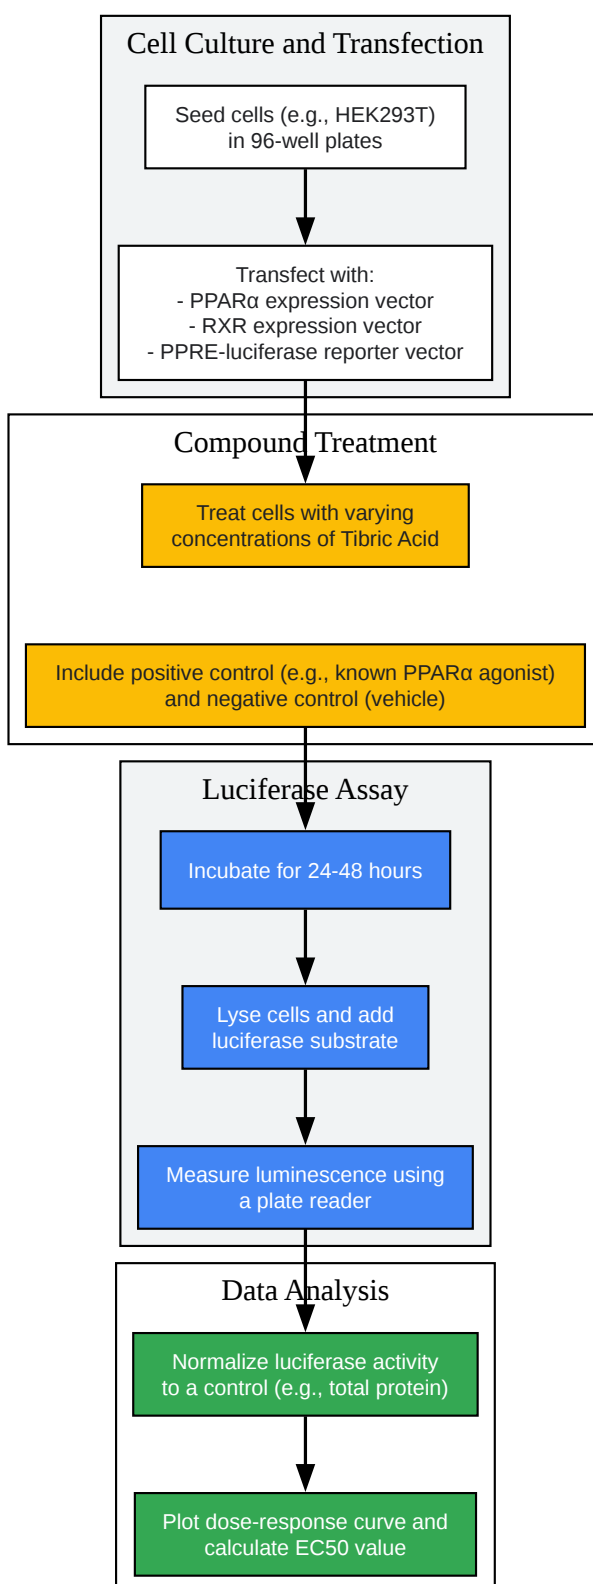 Cell Culture and Transfection
Seed cells (e.g., HEK293T)
in 96-well plates
Transfect with:
- PPARα expression vector
- RXR expression vector
- PPRE-luciferase reporter vector
Compound Treatment
Treat cells with varying
concentrations of Tibric Acid
Include positive control (e.g., known PPARα agonist)
and negative control (vehicle)
Luciferase Assay
Incubate for 24-48 hours
Lyse cells and add
luciferase substrate
Measure luminescence using
a plate reader
Data Analysis
Normalize luciferase activity
to a control (e.g., total protein)
Plot dose-response curve and
calculate EC50 value